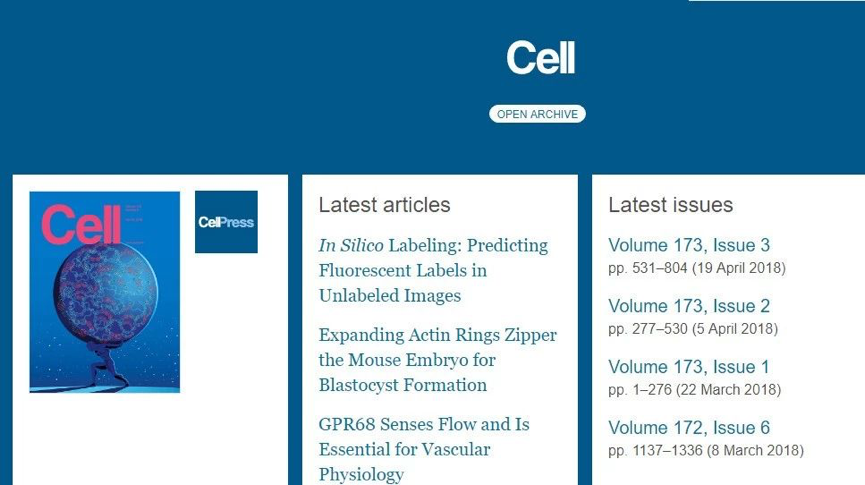 Cell
OPEN ARCHIVE
Cell
CellPress
Latest articles
In Silico Labeling: Predicting
Fluorescent Labels in
Unlabeled Images
Expanding Actin Rings Zipper
the Mouse Embryo for
Blastocyst Formation
GPR68 Senses Flow and Is
Essential for Vascular
Physiology
Latest issues
Volume 173, Issue 3
pp. 531–804 (19 April 2018)
Volume 173, Issue 2
pp. 277–530 (5 April 2018)
Volume 173, Issue 1
pp. 1–276 (22 March 2018)
Volume 172, Issue 6
pp. 1137–1336 (8 March 2018)